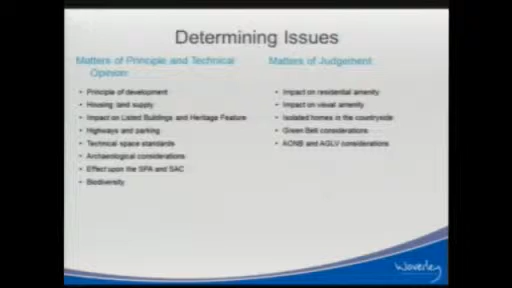 Determining Issues
Matters of Principle and Technical
Opinion:
• Principle of development
• Housing land supply
• Impact on Listed Buildings and Heritage Feature
• Highways and parking
• Technical space standards
• Archaeological considerations
• Effect upon the SPA and SAC
• Biodiversity
Matters of Judgement:
• Impact on residential amenity
• Impact on visual amenity
• Isolated homes in the countryside
• Green Belt considerations
• AONB and AGLV considerations
Waverley